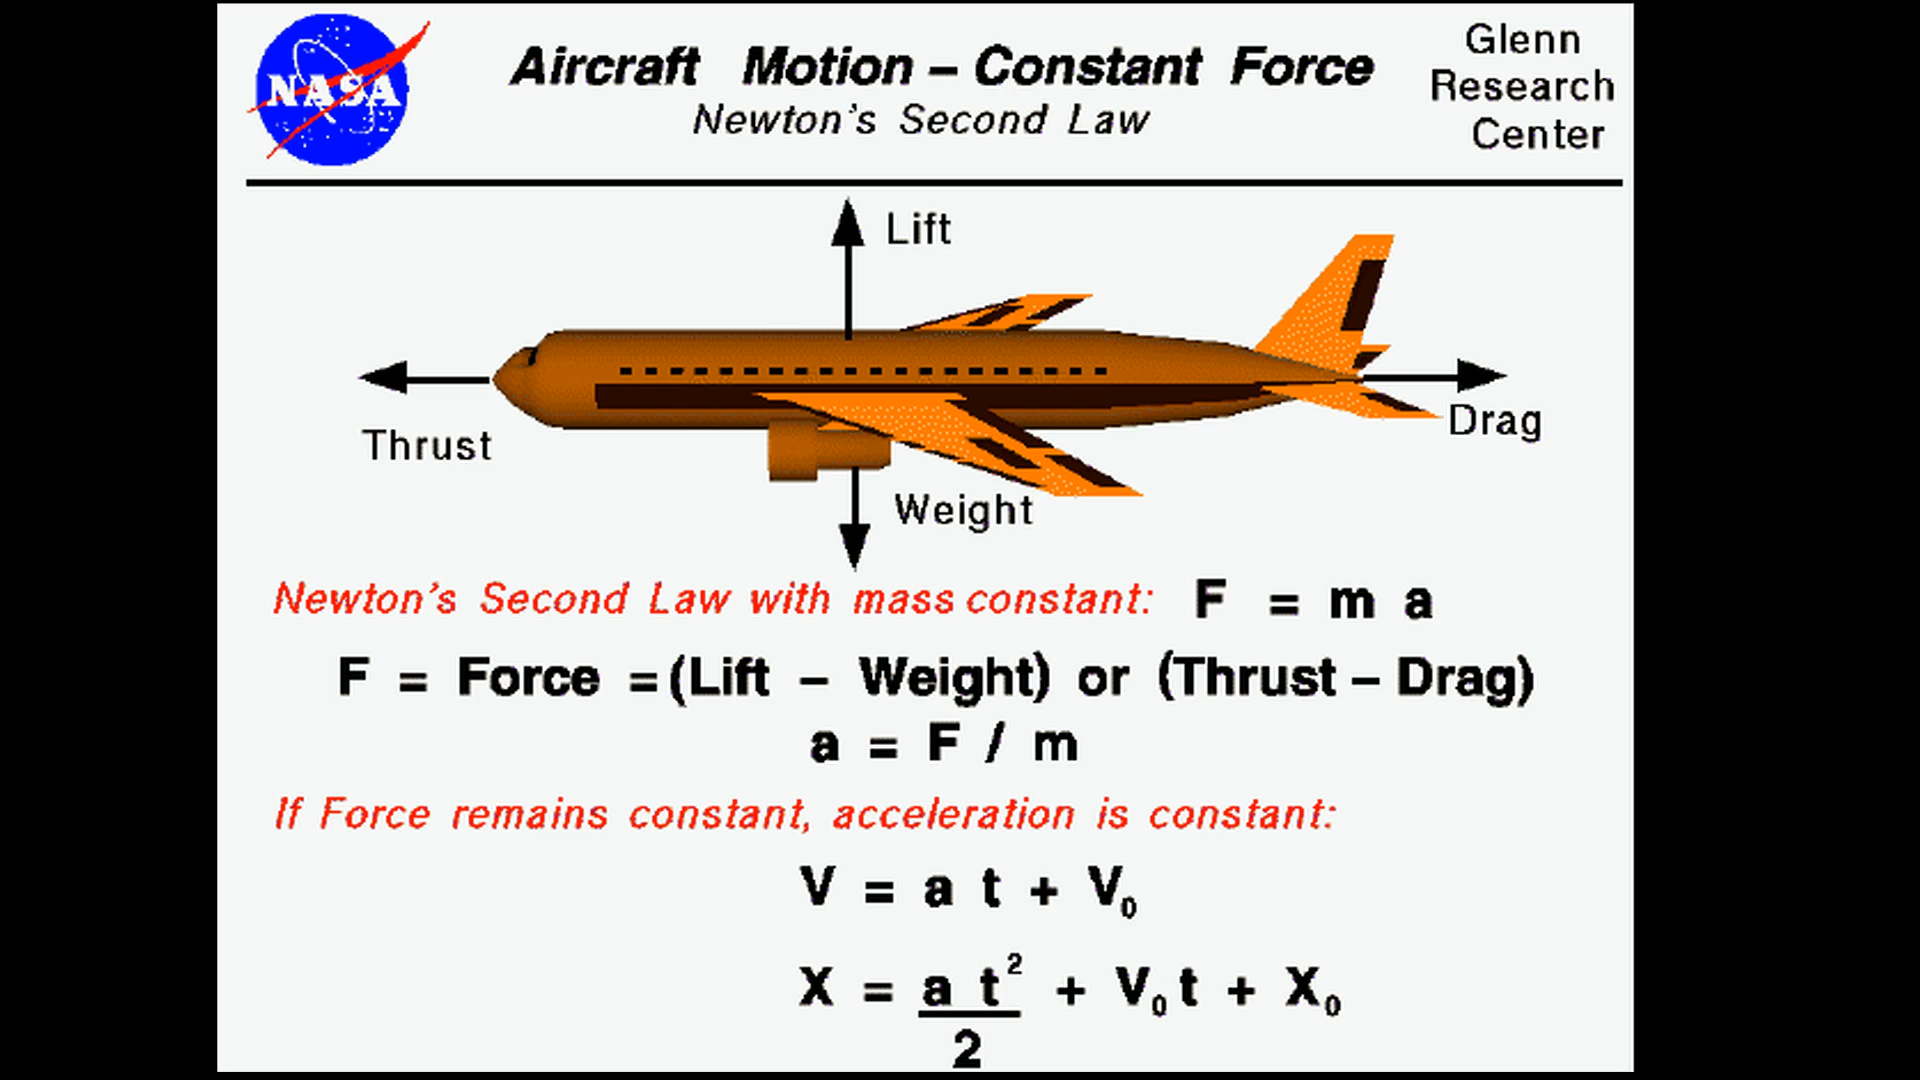 NASA
Aircraft Motion – Constant Force
Newton's Second Law
Glenn
Research
Center
Lift
Thrust
Drag
Weight
Newton's Second Law with mass constant: F = m a
F = Force = (Lift – Weight) or (Thrust – Drag)
a = F / m
If Force remains constant, acceleration is constant:
V = a t + V₀
X = a t² / 2 + V₀ t + X₀